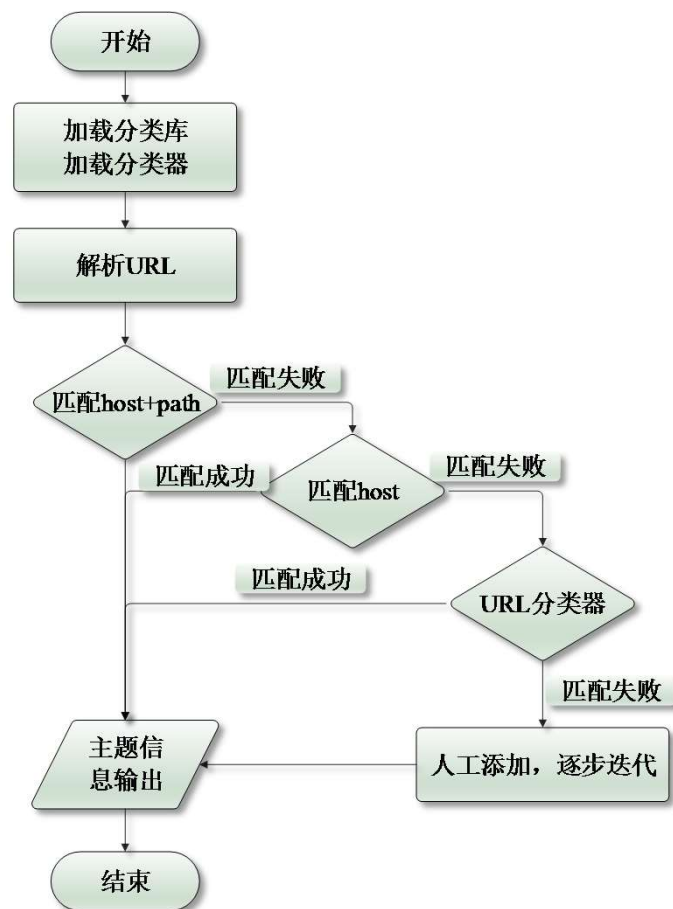 开始
加载分类库
加载分类器
解析URL
匹配host+path
匹配失败
匹配成功
匹配host
匹配失败
匹配成功
URL分类器
匹配失败
主题信
息输出
人工添加，逐步迭代
结束